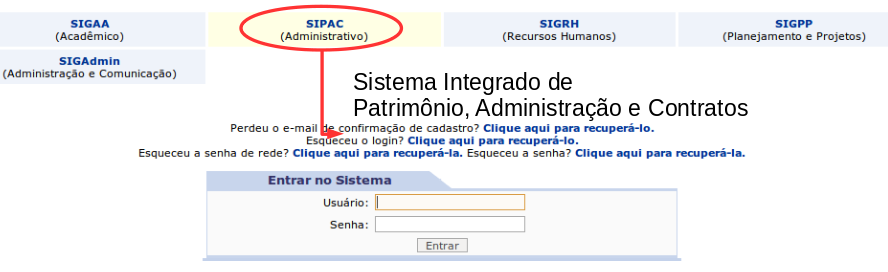 SIGAA
(Acadêmico)
SIPAC
(Administrativo)
SIGRH
(Recursos Humanos)
SIGPP
(Planejamento e Projetos)
SIGAdmin
(Administração e Comunicação)
Sistema Integrado de
Patrimônio, Administração e Contratos
Perdeu o e-mail de confirmação de cadastro? Clique aqui para recuperá-lo.
Esqueceu o login? Clique aqui para recuperá-lo.
Esqueceu a senha de rede? Clique aqui para recuperá-la. Esqueceu a senha? Clique aqui para recuperá-la.
Entrar no Sistema
Usuário:
Senha:
Entrar